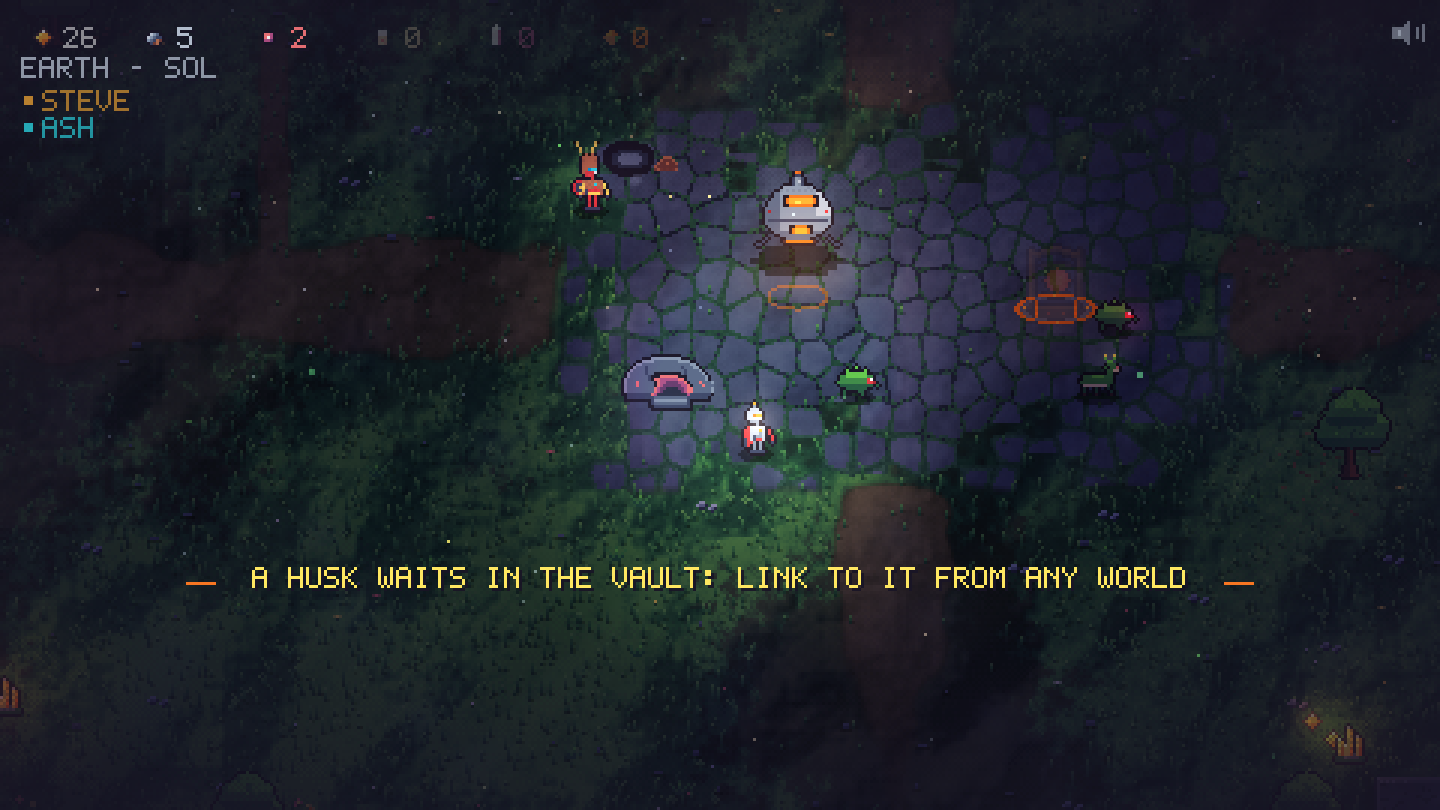 26 5 2 0 0 0
EARTH - SOL
STEVE
ASH
A HUSK WAITS IN THE VAULT: LINK TO IT FROM ANY WORLD